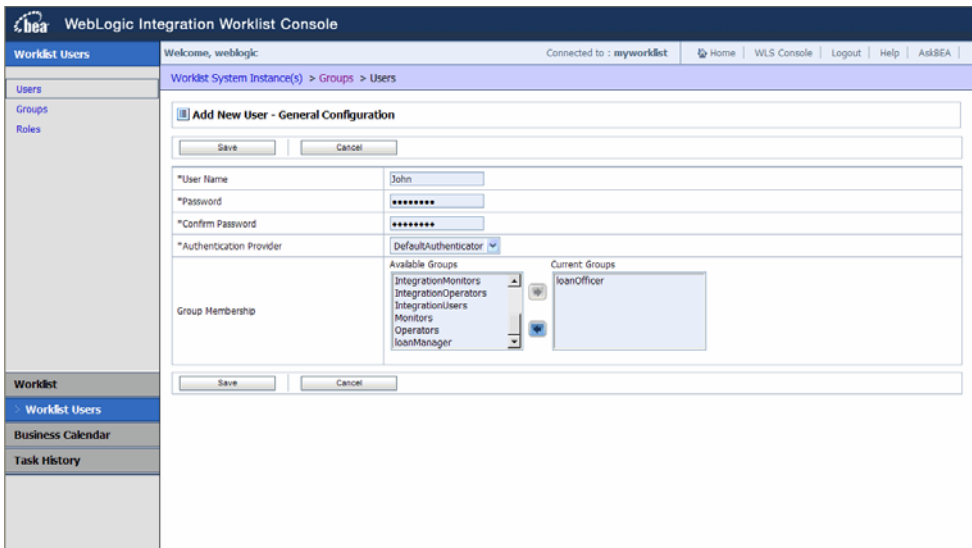 bea WebLogic Integration Worklist Console
Worklist Users
Welcome, weblogic
Connected to : myworklist
Home | WLS Console | Logout | Help | AskBEA |
Worklist System Instance(s) > Groups > Users
Users
Groups
Roles
Add New User - General Configuration
Save
Cancel
*User Name
John
*Password
••••••••
*Confirm Password
••••••••
*Authentication Provider
DefaultAuthenticator
Group Membership
Available Groups
IntegrationMonitors
IntegrationOperators
IntegrationUsers
Monitors
Operators
loanManager
Current Groups
loanOfficer
Save
Cancel
Worklist
> Worklist Users
Business Calendar
Task History